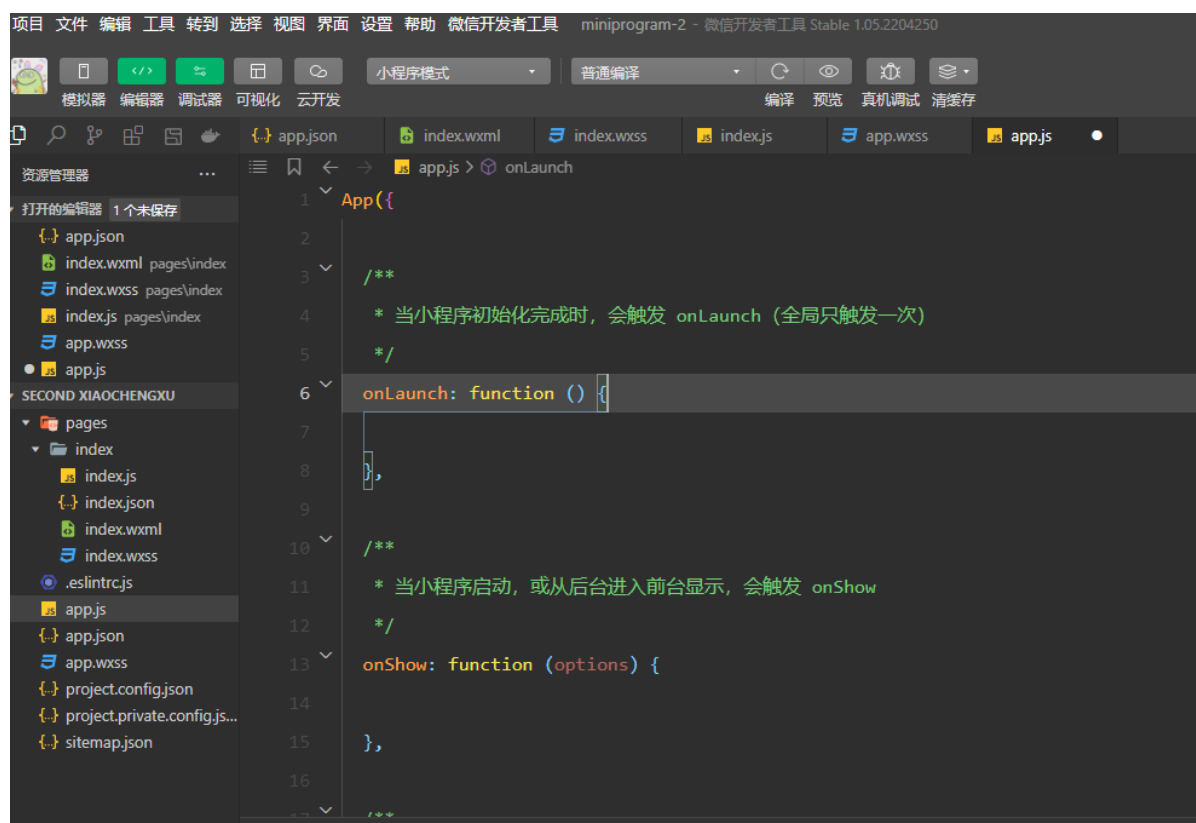 项目 文件 编辑 工具 转到 选择 视图 界面 设置 帮助 微信开发者工具 miniprogram-2 - 微信开发者工具 Stable 1.05.2204250
小程序模式 普通编译
模拟器 编辑器 调试器 可视化 云开发 编译 预览 真机调试 清缓存
app.json index.wxml index.wxss index.js app.wxss app.js
资源管理器 ··· app.js > onLaunch
打开的编辑器 1 个未保存
app.json
index.wxml pages\index
index.wxss pages\index
index.js pages\index
app.wxss
app.js
SECOND XIAOCHENGXU
pages
index
index.js
index.json
index.wxml
index.wxss
.eslintrc.js
app.js
app.json
app.wxss
project.config.json
project.private.config.js...
sitemap.json
1 App({
2
3 /**
4 * 当小程序初始化完成时，会触发 onLaunch（全局只触发一次）
5 */
6 onLaunch: function () {
7
8 },
9
10 /**
11 * 当小程序启动，或从后台进入前台显示，会触发 onShow
12 */
13 onShow: function (options) {
14
15 },
16
17 /**